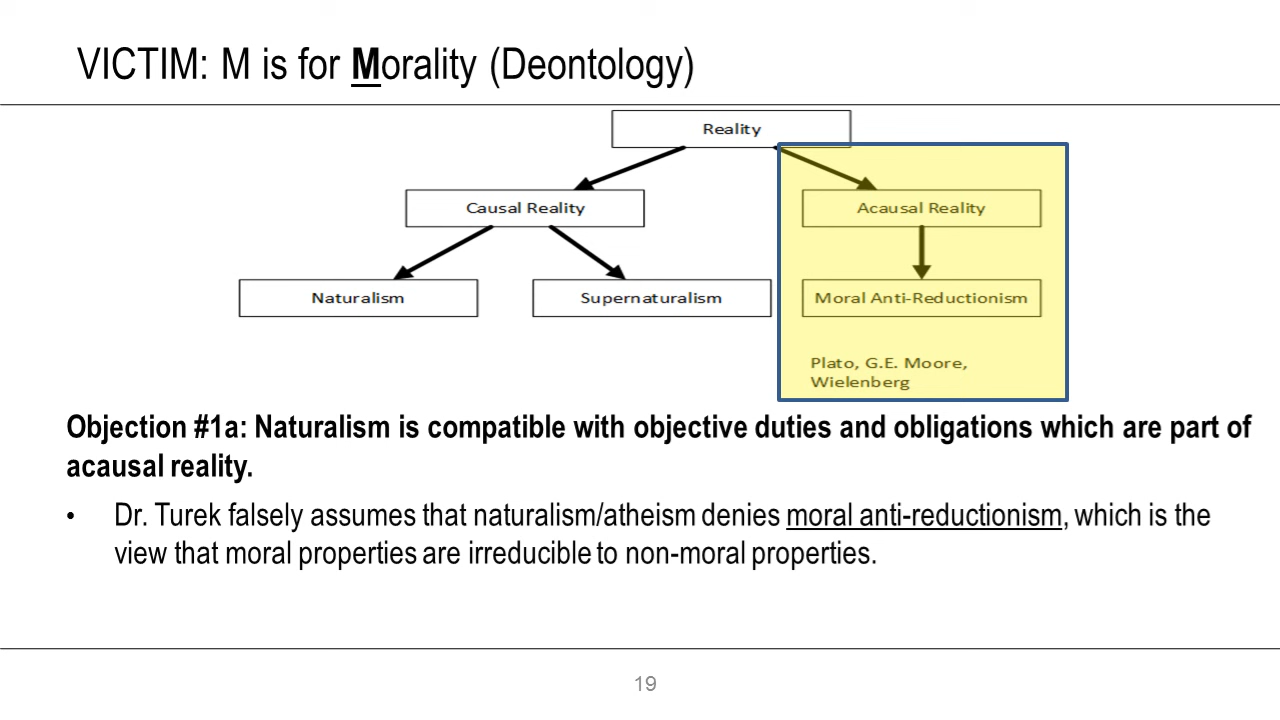 VICTIM: M is for Morality (Deontology)
Reality
Causal Reality
Acausal Reality
Naturalism
Supernaturalism
Moral Anti-Reductionism
Plato, G.E. Moore,
Wielenberg
Objection #1a: Naturalism is compatible with objective duties and obligations which are part of
acausal reality.
• Dr. Turek falsely assumes that naturalism/atheism denies moral anti-reductionism, which is the
view that moral properties are irreducible to non-moral properties.
19